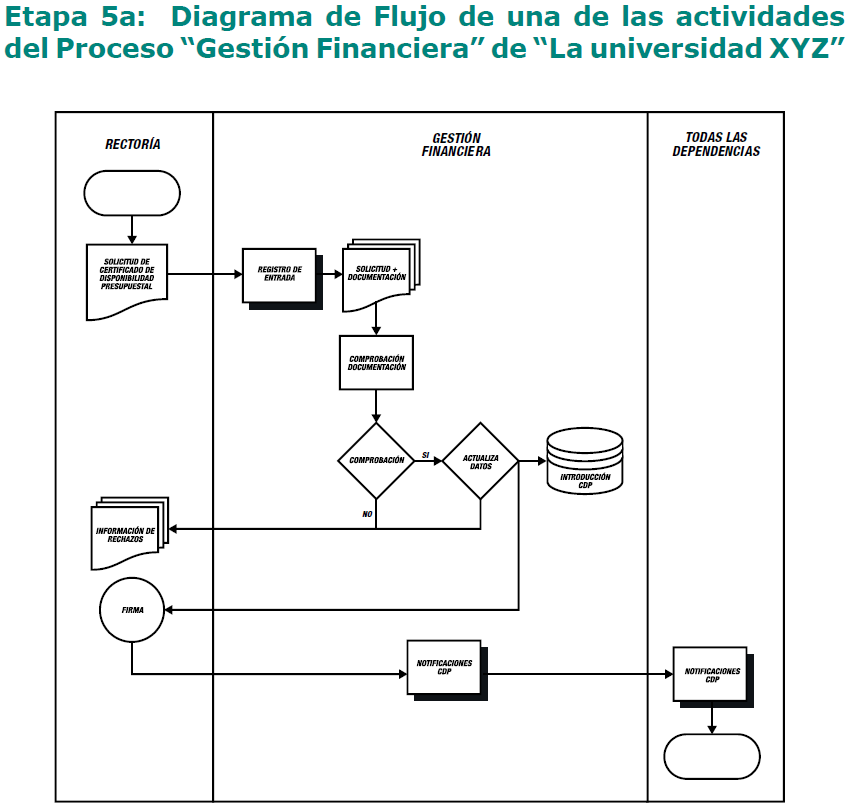 Etapa 5a: Diagrama de Flujo de una de las actividades
del Proceso “Gestión Financiera” de “La universidad XYZ”
RECTORÍA
GESTIÓN
FINANCIERA
TODAS LAS
DEPENDENCIAS
SOLICITUD DE
CERTIFICADO DE
DISPONIBILIDAD
PRESUPUESTAL
REGISTRO DE
ENTRADA
SOLICITUD +
DOCUMENTACIÓN
COMPROBACIÓN
DOCUMENTACIÓN
COMPROBACIÓN
SI
ACTUALIZA
DATOS
INTRODUCCIÓN
CDP
NO
INFORMACIÓN DE
RECHAZOS
FIRMA
NOTIFICACIONES
CDP
NOTIFICACIONES
CDP